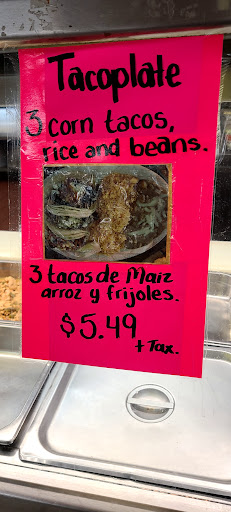 Tacoplate
3 corn tacos,
rice and beans.
3 tacos de Maiz
arroz y frijoles.
$5.49
+ Tax.